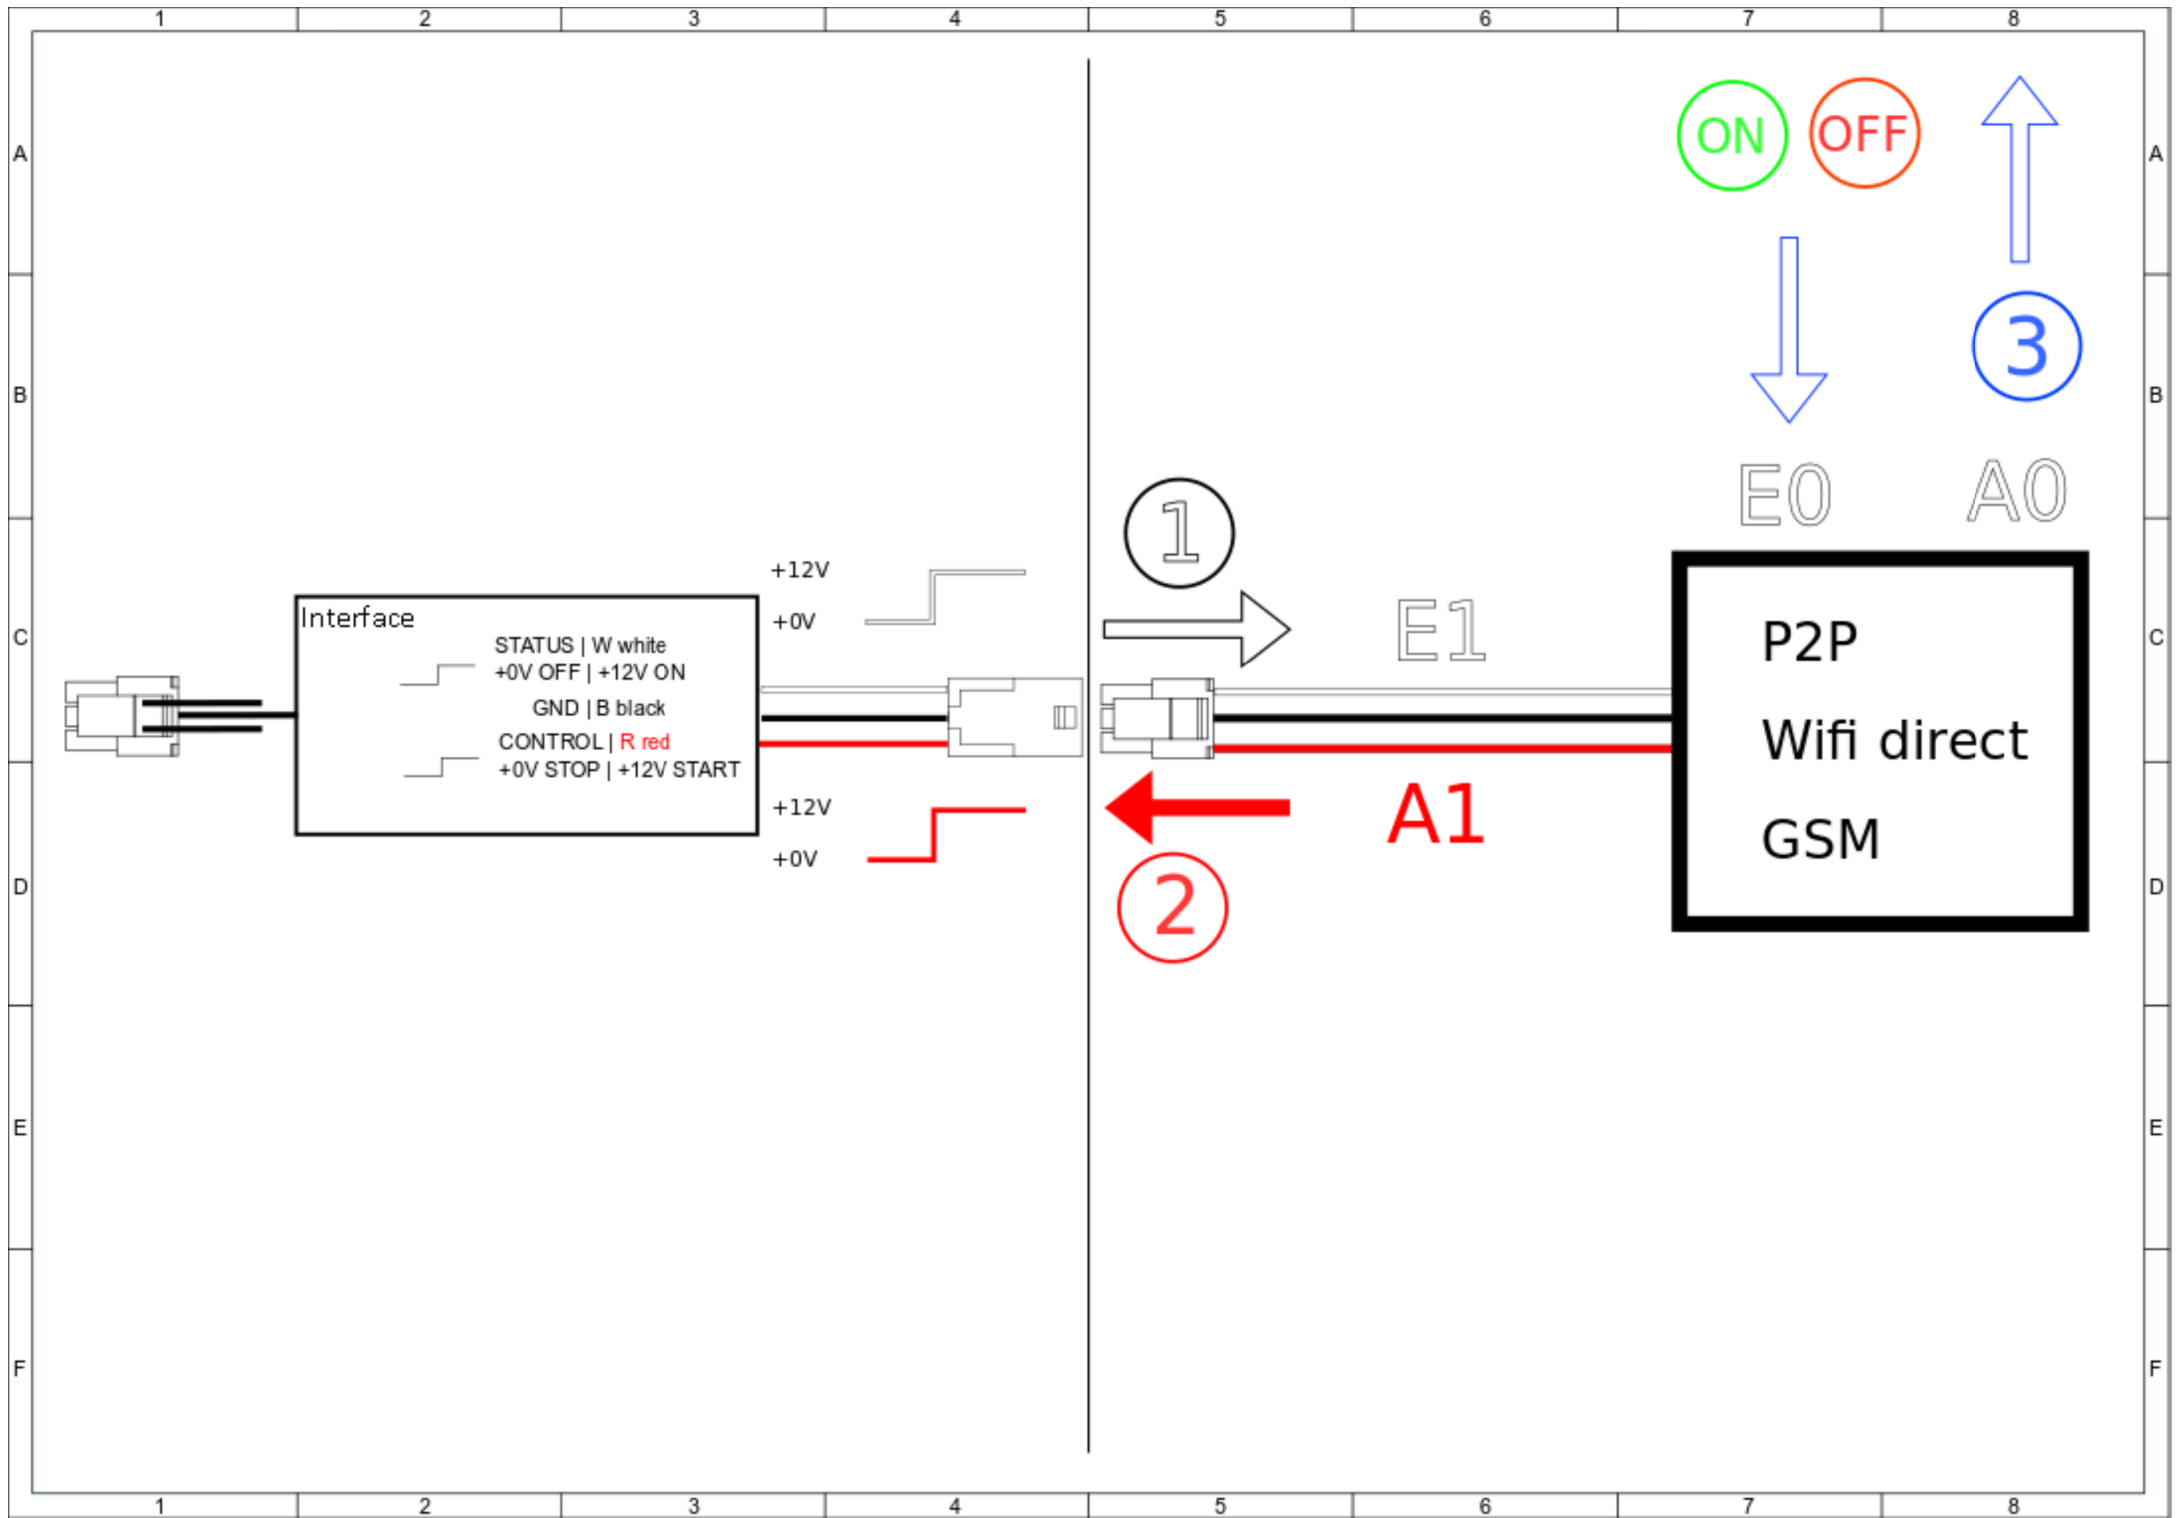 1 2 3 4 5 6 7 8
A A
ON OFF
3
B B
E0 A0
1
+12V
+0V
E1
Interface
STATUS | W white
+0V OFF | +12V ON
GND | B black
CONTROL | R red
+0V STOP | +12V START
C C
P2P
Wifi direct
GSM
+12V
+0V
A1
2
D D
E E
F F
1 2 3 4 5 6 7 8